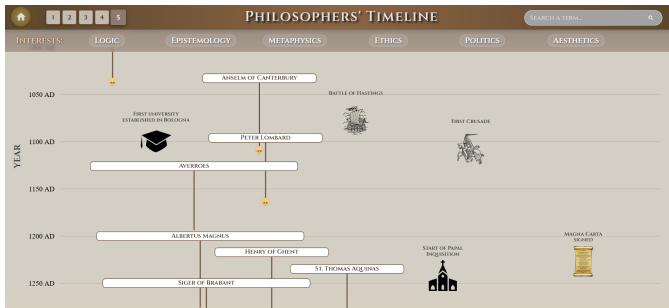 1 2 3 4 5
PHILOSOPHERS' TIMELINE
SEARCH A TERM...
INTERESTS: LOGIC EPISTEMOLOGY METAPHYSICS ETHICS POLITICS AESTHETICS
ANSELM OF CANTERBURY
1050 AD
BATTLE OF HASTINGS
FIRST UNIVERSITY
ESTABLISHED IN BOLOGNA
FIRST CRUSADE
1100 AD
PETER LOMBARD
YEAR
AVERROES
1150 AD
1200 AD
ALBERTUS MAGNUS
MAGNA CARTA
SIGNED
HENRY OF GHENT
START OF PAPAL
INQUISITION
ST. THOMAS AQUINAS
1250 AD
SIGER OF BRABANT